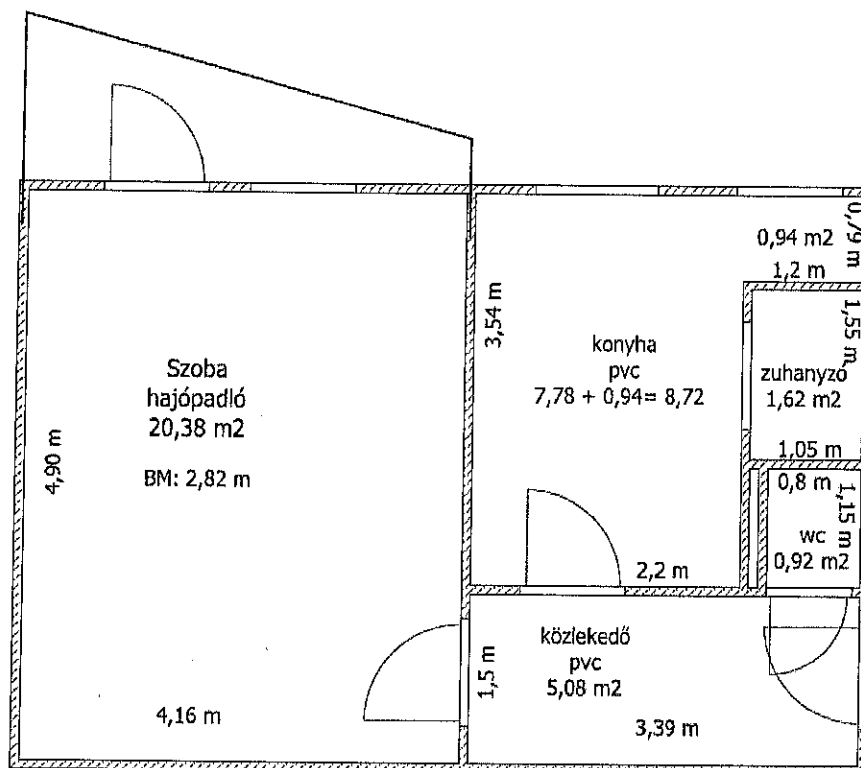 0,79 m
0,94 m2
1,2 m
3,54 m
1,55 m
Szoba
hajópadló
20,38 m2
BM: 2,82 m
4,90 m
konyha
pvc
7,78 + 0,94= 8,72
zuhanyzó
1,62 m2
1,05 m
0,8 m
1,15 m
wc
0,92 m2
2,2 m
közlekedő
pvc
5,08 m2
1,5 m
4,16 m
3,39 m